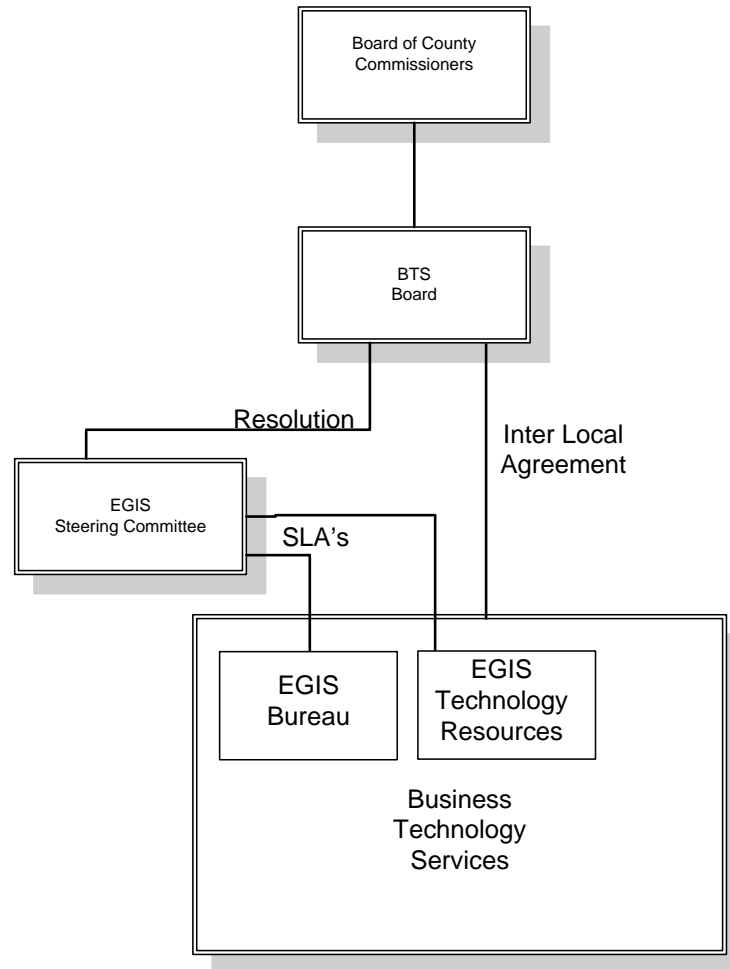 Board of County
Commissioners
BTS
Board
Resolution
Inter Local
Agreement
EGIS
Steering Committee
SLA's
EGIS
Bureau
EGIS
Technology
Resources
Business
Technology
Services